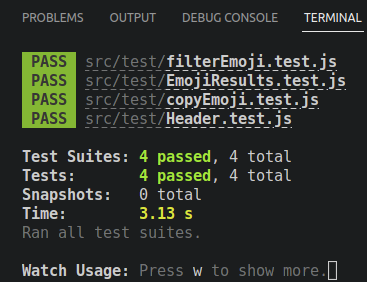 PROBLEMS OUTPUT DEBUG CONSOLE TERMINAL
PASS src/test/filterEmoji.test.js
PASS src/test/EmojiResults.test.js
PASS src/test/copyEmoji.test.js
PASS src/test/Header.test.js
Test Suites: 4 passed, 4 total
Tests: 4 passed, 4 total
Snapshots: 0 total
Time: 3.13 s
Ran all test suites.
Watch Usage: Press w to show more.